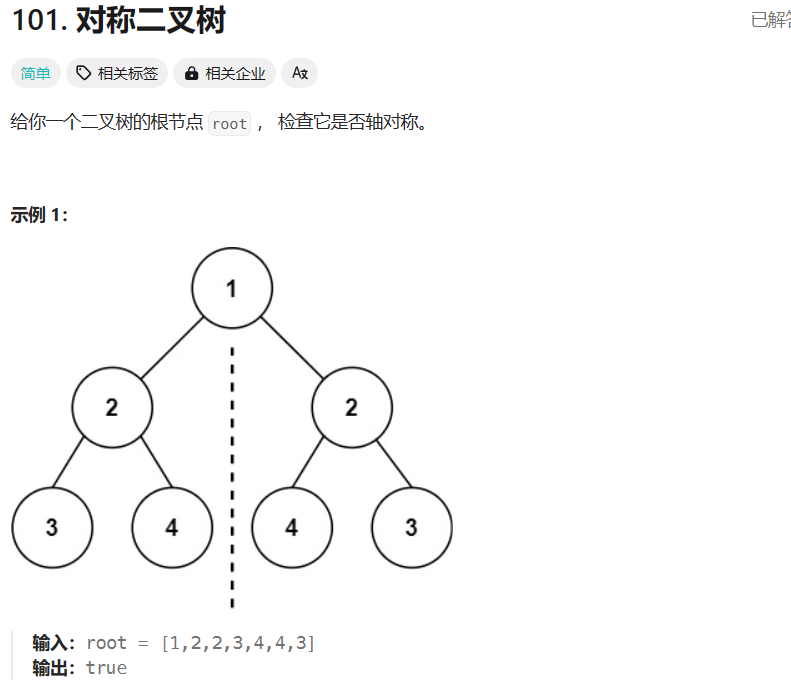 101. 对称二叉树
已解答
简单 相关标签 相关企业 Aあ
给你一个二叉树的根节点 root ， 检查它是否轴对称。
示例 1：
1
2 2
3 4 4 3
输入：root = [1,2,2,3,4,4,3]
输出：true